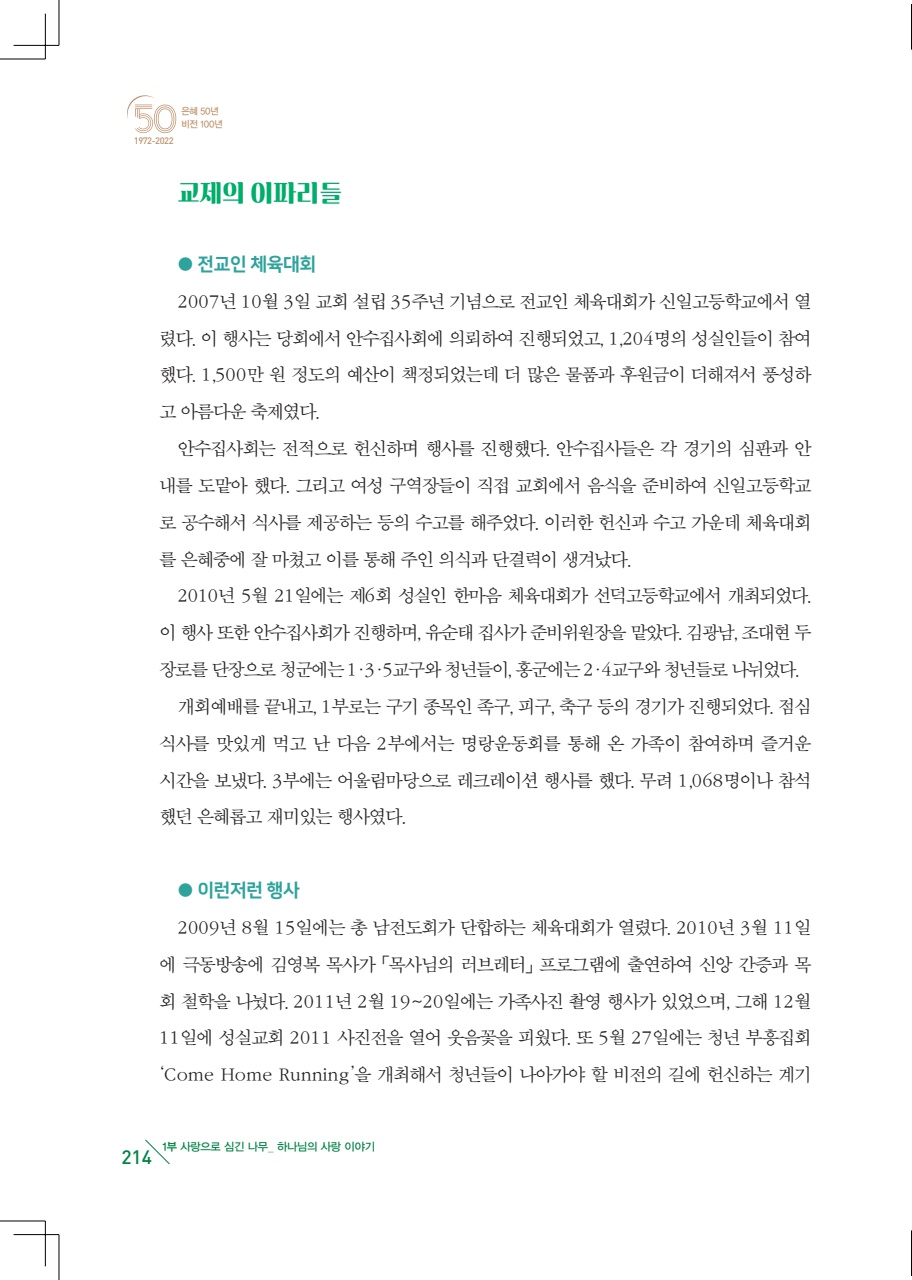 50
은혜 50년
비전 100년
1972-2022
교제의 이파리들
● 전교인 체육대회
2007년 10월 3일 교회 설립 35주년 기념으로 전교인 체육대회가 신일고등학교에서 열
렸다. 이 행사는 당회에서 안수집사회에 의뢰하여 진행되었고, 1,204명의 성실인들이 참여
했다. 1,500만 원 정도의 예산이 책정되었는데 더 많은 물품과 후원금이 더해져서 풍성하
고 아름다운 축제였다.
안수집사회는 전적으로 헌신하며 행사를 진행했다. 안수집사들은 각 경기의 심판과 안
내를 도맡아 했다. 그리고 여성 구역장들이 직접 교회에서 음식을 준비하여 신일고등학교
로 공수해서 식사를 제공하는 등의 수고를 해주었다. 이러한 헌신과 수고 가운데 체육대회
를 은혜중에 잘 마쳤고 이를 통해 주인 의식과 단결력이 생겨났다.
2010년 5월 21일에는 제6회 성실인 한마음 체육대회가 선덕고등학교에서 개최되었다.
이 행사 또한 안수집사회가 진행하며, 유순태 집사가 준비위원장을 맡았다. 김광남, 조대현 두
장로를 단장으로 청군에는 1·3·5교구와 청년들이, 홍군에는 2·4교구와 청년들로 나뉘었다.
개회예배를 끝내고, 1부로는 구기 종목인 족구, 피구, 축구 등의 경기가 진행되었다. 점심
식사를 맛있게 먹고 난 다음 2부에서는 명랑운동회를 통해 온 가족이 참여하며 즐거운
시간을 보냈다. 3부에는 어울림마당으로 레크레이션 행사를 했다. 무려 1,068명이나 참석
했던 은혜롭고 재미있는 행사였다.
● 이런저런 행사
2009년 8월 15일에는 총 남전도회가 단합하는 체육대회가 열렸다. 2010년 3월 11일
에 극동방송에 김영복 목사가 「목사님의 러브레터」 프로그램에 출연하여 신앙 간증과 목
회 철학을 나눴다. 2011년 2월 19~20일에는 가족사진 촬영 행사가 있었으며, 그해 12월
11일에 성실교회 2011 사진전을 열어 웃음꽃을 피웠다. 또 5월 27일에는 청년 부흥집회
‘Come Home Running’을 개최해서 청년들이 나아가야 할 비전의 길에 헌신하는 계기
214
1부 사랑으로 심긴 나무_ 하나님의 사랑 이야기